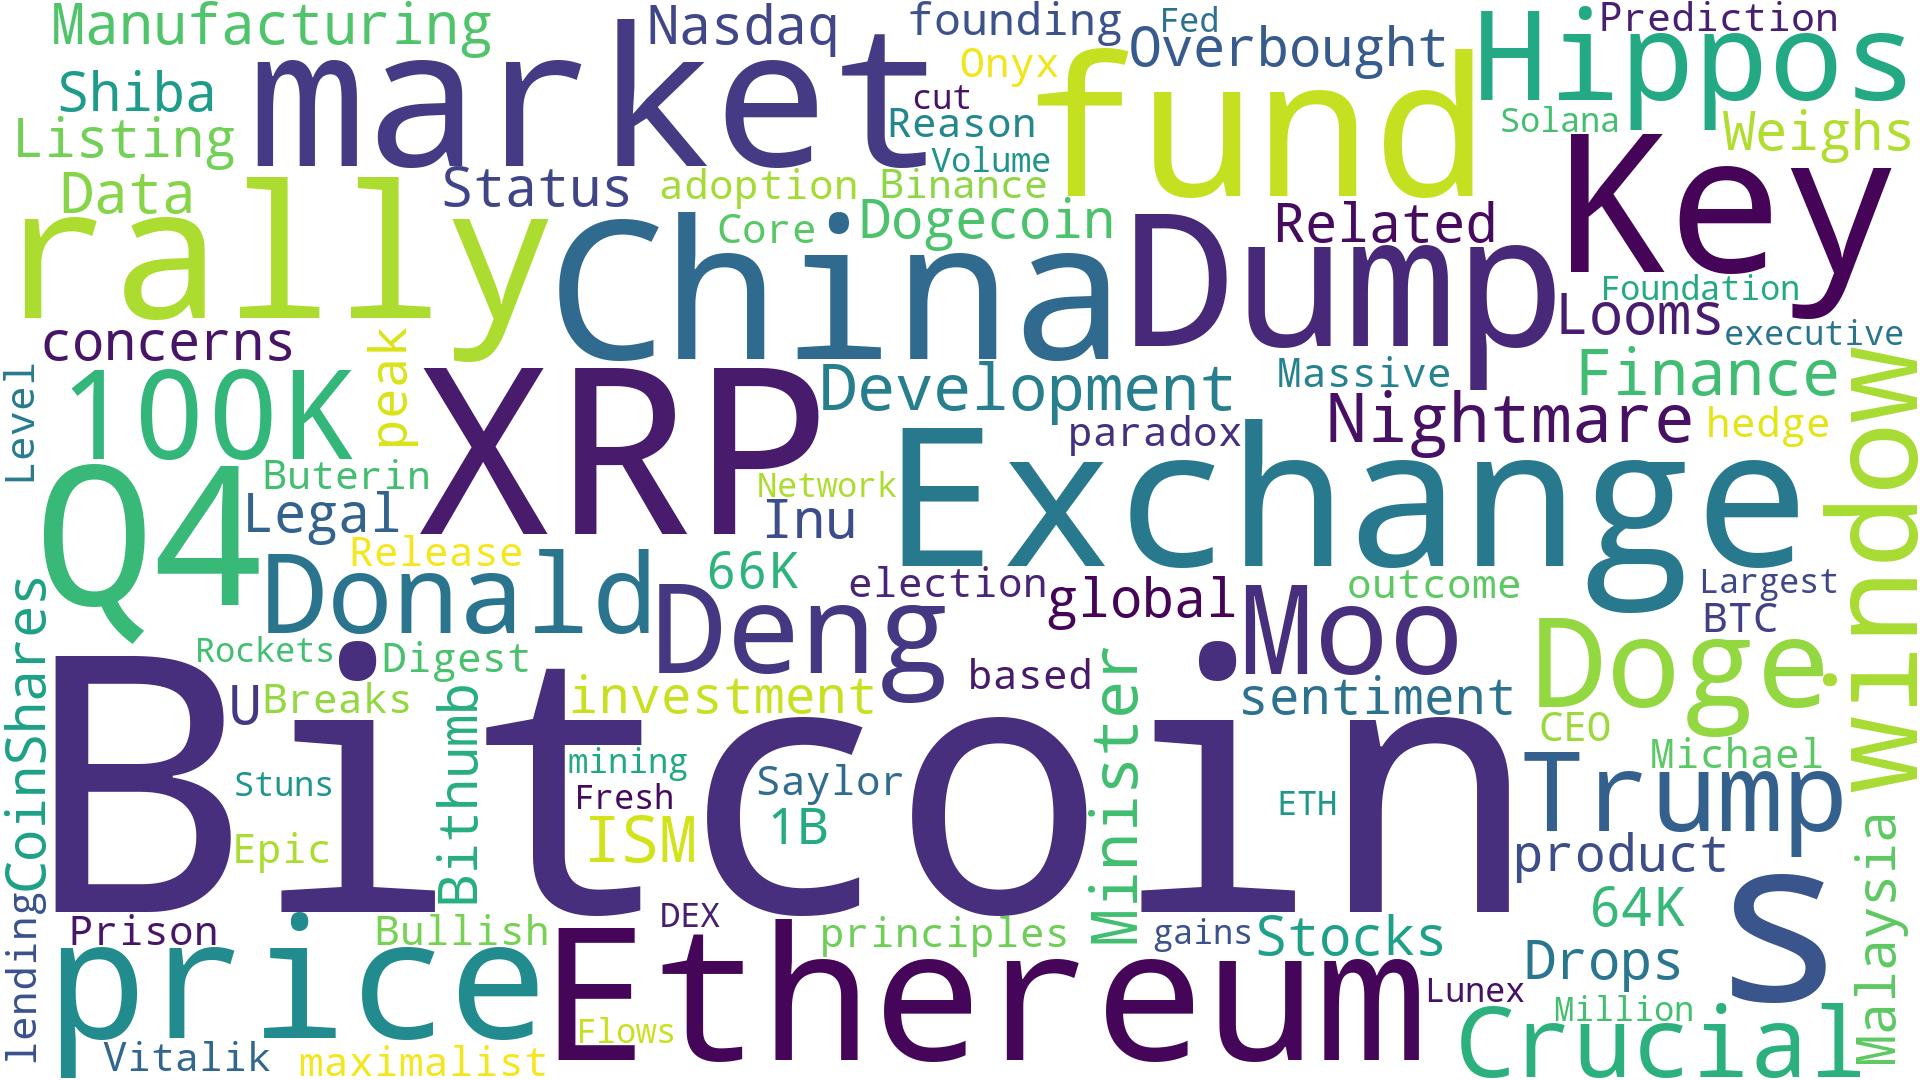 Manufacturing
Nasdaq
founding
Fed
Prediction
Shiba
market
Onyx
Overbought
Hippos
cut
fund
Listing
Reason
Solana
Weighs
Volume
Data
Status
adoption
Binance
Key
rally
China
Core
Dogecoin
Dump
Related
Foundation
concerns
peak
Looms
executive
Level
100K
XRP
Development
Massive
Finance
window
paradox
Nightmare
hedge
Q4
Buterin
Network
Exchange
Legal
Inu
Release
Donald
66K
election
global
Moo
outcome
Largest
BTC
Deng
CoinShares
Rockets
Digest
based
Minister
Doge
U
Breaks
investment
sentiment
CEO
Bitcoin
Bithumb
mining
Michael
Trump
Stuns
Fresh
Saylor
ETH
Epic
ISM
1B
product
S
Malaysia
64K
lending
Prison
Bullish
DEX
principles
gains
Stocks
Drops
price
Ethereum
Lunex
Million
Flows
Crucial
Vitalik
maximalist